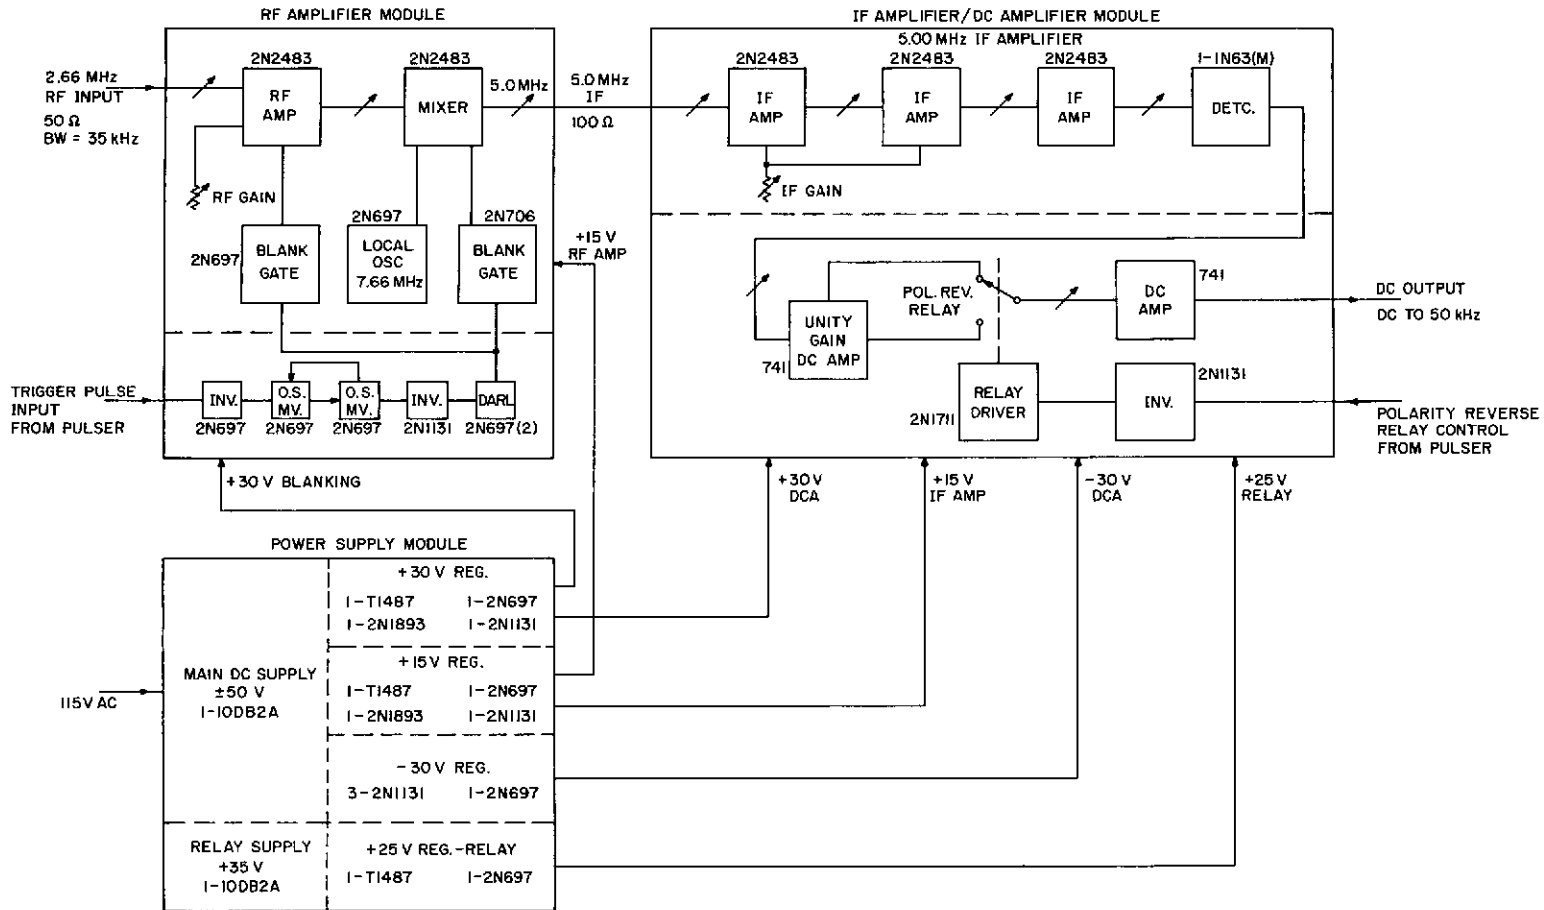 RF AMPLIFIER MODULE
2.66 MHz
RF INPUT
50 Ω
BW = 35 kHz
2N2483
RF
AMP
2N2483
MIXER
5.0 MHz
RF GAIN
2N697
BLANK
GATE
2N697
LOCAL
OSC
7.66 MHz
2N706
BLANK
GATE
TRIGGER PULSE
INPUT
FROM PULSER
INV.
2N697
O.S.
MV.
2N697
O.S.
MV.
2N697
INV.
2N1131
DARL
2N697(2)
5.0 MHz
IF
100 Ω
+15 V
RF AMP
+30 V BLANKING
IF AMPLIFIER/DC AMPLIFIER MODULE
5.00 MHz IF AMPLIFIER
2N2483
IF
AMP
2N2483
IF
AMP
2N2483
IF
AMP
1-1N63(M)
DETC.
IF GAIN
UNITY
GAIN
DC AMP
741
POL. REV.
RELAY
DC
AMP
741
DC OUTPUT
DC TO 50 kHz
RELAY
DRIVER
2N1711
INV.
2N1131
POLARITY REVERSE
RELAY CONTROL
FROM PULSER
+30 V
DCA
+15 V
IF AMP
-30 V
DCA
+25 V
RELAY
POWER SUPPLY MODULE
115V AC
MAIN DC SUPPLY
±50 V
1-10DB2A
+30 V REG.
1-T1487 1-2N697
1-2N1893 1-2N1131
+15 V REG.
1-T1487 1-2N697
1-2N1893 1-2N1131
-30 V REG.
3-2N1131 1-2N697
RELAY SUPPLY
+35 V
1-10DB2A
+25 V REG.-RELAY
1-T1487 1-2N697